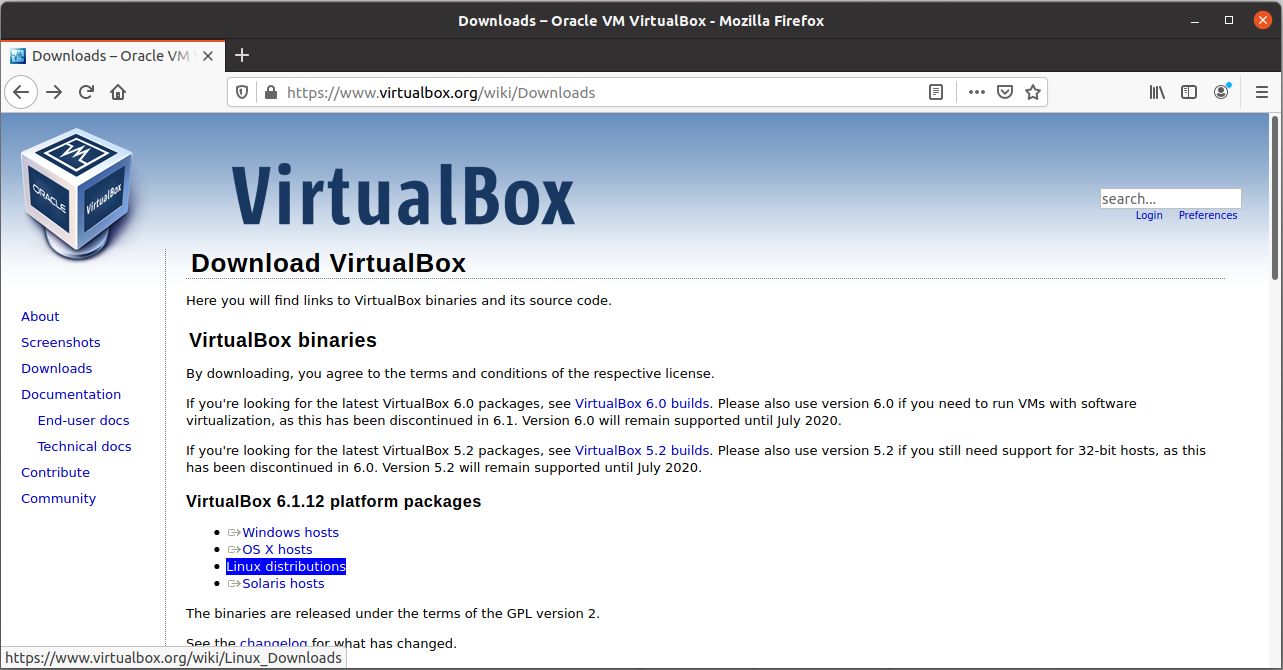 Downloads – Oracle VM VirtualBox - Mozilla Firefox
Downloads – Oracle VM
https://www.virtualbox.org/wiki/Downloads
ORACLE
VirtualBox
VirtualBox
search...
Login Preferences
Download VirtualBox
Here you will find links to VirtualBox binaries and its source code.
About
Screenshots
Downloads
Documentation
End-user docs
Technical docs
Contribute
Community
VirtualBox binaries
By downloading, you agree to the terms and conditions of the respective license.
If you're looking for the latest VirtualBox 6.0 packages, see VirtualBox 6.0 builds. Please also use version 6.0 if you need to run VMs with software
virtualization, as this has been discontinued in 6.1. Version 6.0 will remain supported until July 2020.
If you're looking for the latest VirtualBox 5.2 packages, see VirtualBox 5.2 builds. Please also use version 5.2 if you still need support for 32-bit hosts, as this
has been discontinued in 6.0. Version 5.2 will remain supported until July 2020.
VirtualBox 6.1.12 platform packages
Windows hosts
OS X hosts
Linux distributions
Solaris hosts
The binaries are released under the terms of the GPL version 2.
See the changelog for what has changed.
https://www.virtualbox.org/wiki/Linux_Downloads